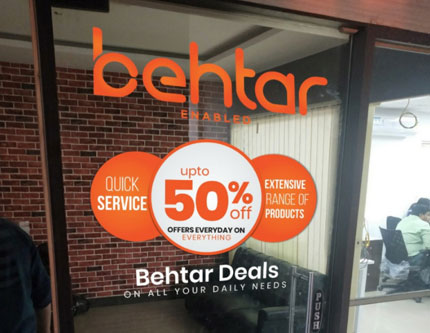 behtar
ENABLED
QUICK
SERVICE
upto
50% off
OFFERS EVERYDAY ON
EVERYTHING
EXTENSIVE
RANGE OF
PRODUCTS
Behtar Deals
ON ALL YOUR DAILY NEEDS
PUSH